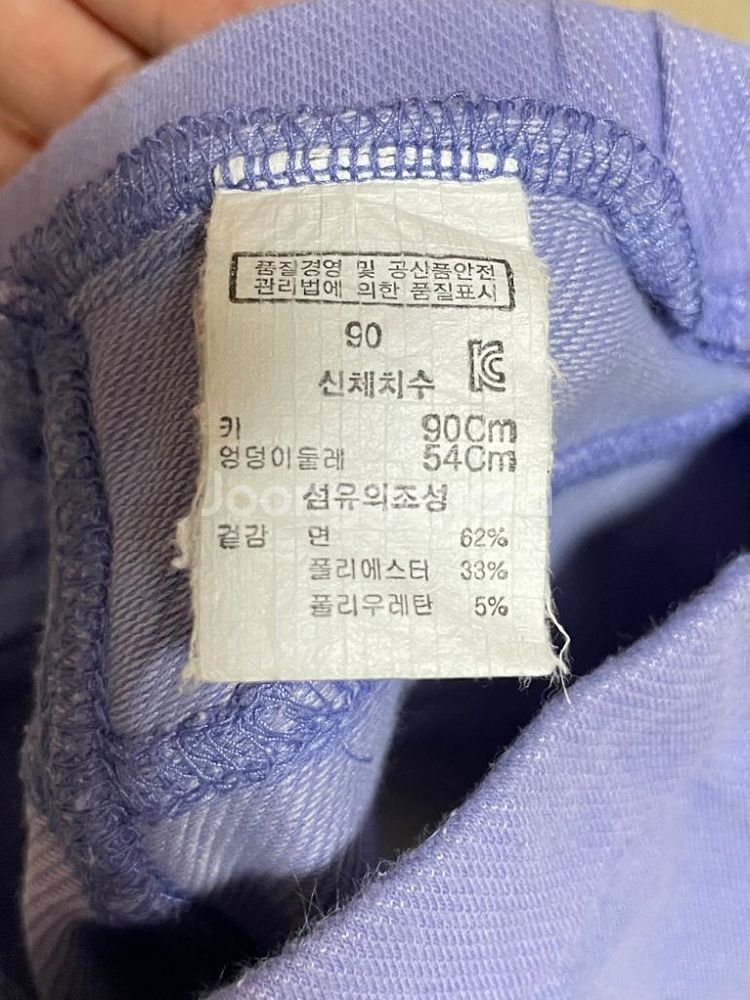 품질경영 및 공산품안전
관리법에 의한 품질표시
90
신체치수
키 90Cm
엉덩이둘레 54Cm
섬유의조성
겉감 면 62%
폴리에스터 33%
폴리우레탄 5%